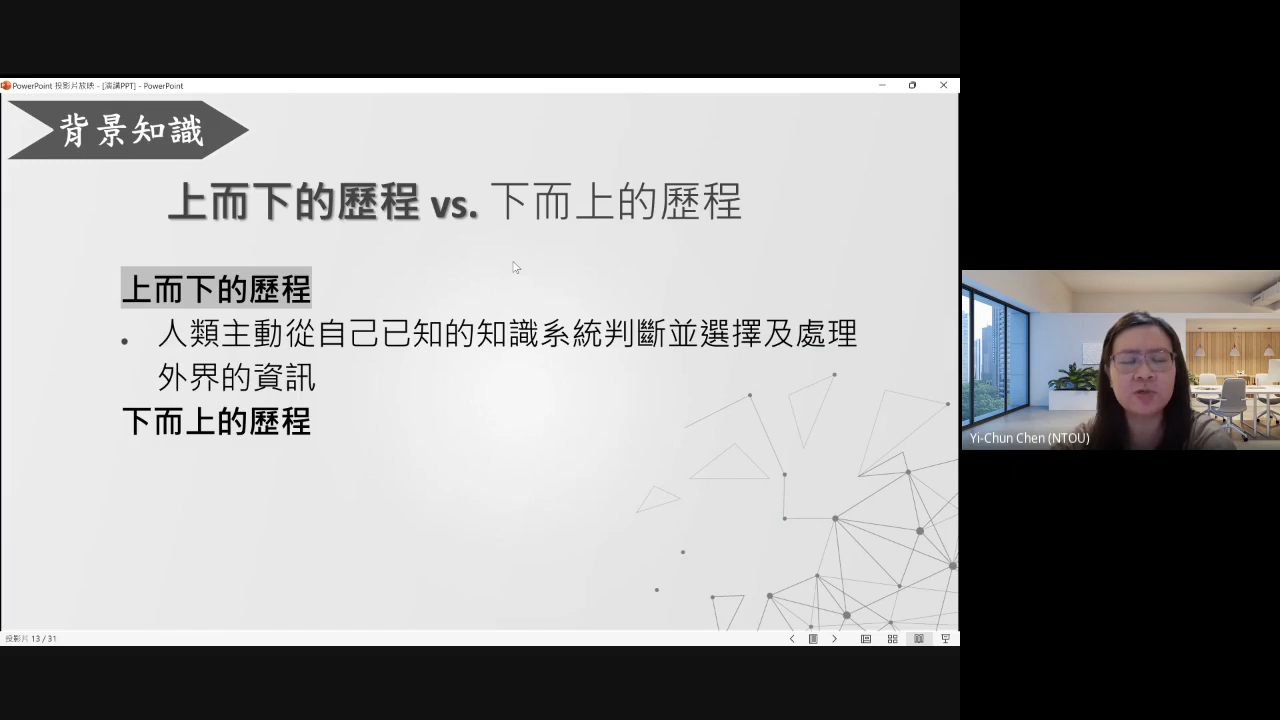 PowerPoint 投影片放映 - [演講PPT] - PowerPoint
背景知識
上而下的歷程 vs. 下而上的歷程
上而下的歷程
• 人類主動從自己已知的知識系統判斷並選擇及處理
外界的資訊
下而上的歷程
Yi-Chun Chen (NTOU)
投影片 13 / 31